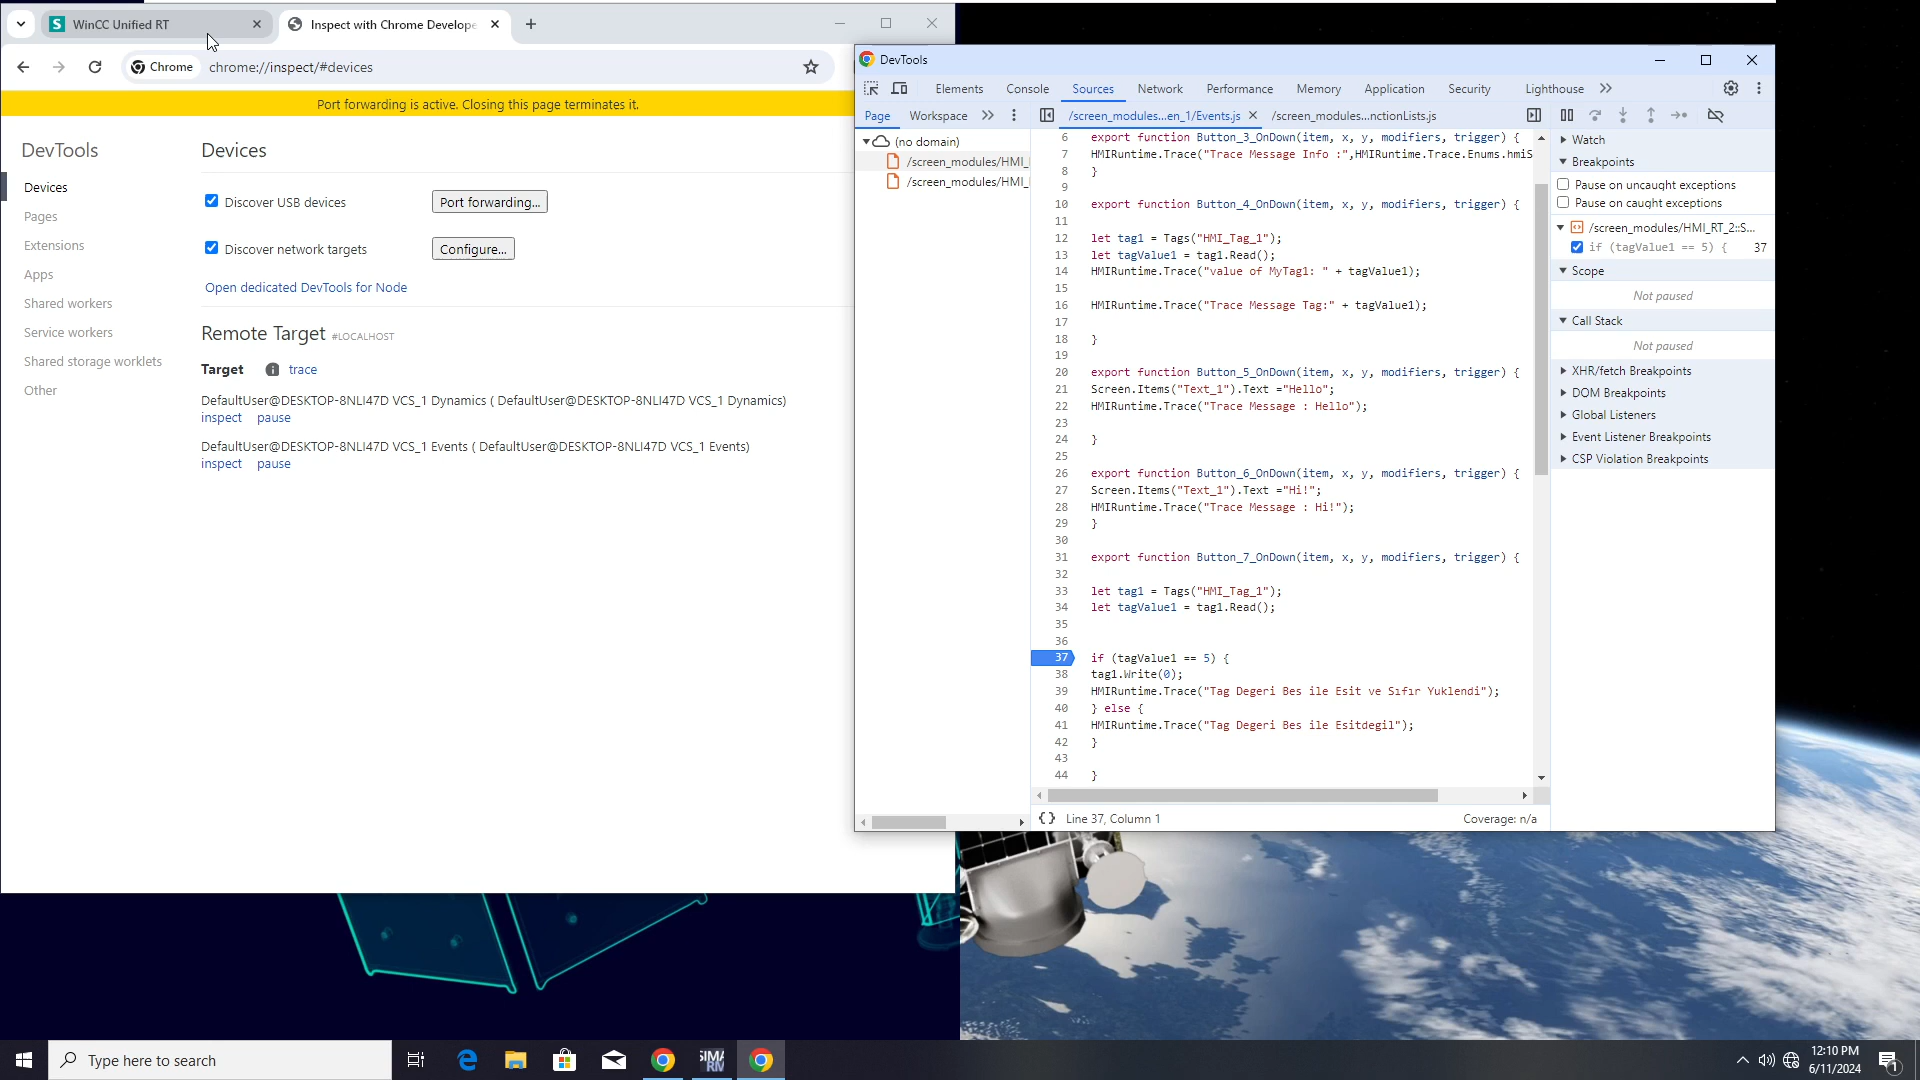 WinCC Unified RT
Inspect with Chrome Develope
Chrome
chrome://inspect/#devices
Port forwarding is active. Closing this page terminates it.
DevTools
Devices
Pages
Extensions
Apps
Shared workers
Service workers
Shared storage worklets
Other
Devices
Discover USB devices
Port forwarding...
Discover network targets
Configure...
Open dedicated DevTools for Node
Remote Target #LOCALHOST
Target trace
DefaultUser@DESKTOP-8NLI47D VCS_1 Dynamics ( DefaultUser@DESKTOP-8NLI47D VCS_1 Dynamics)
inspect pause
DefaultUser@DESKTOP-8NLI47D VCS_1 Events ( DefaultUser@DESKTOP-8NLI47D VCS_1 Events)
inspect pause
DevTools
Elements Console Sources Network Performance Memory Application Security Lighthouse
Page Workspace
/screen_modules...en_1/Events.js /screen_modules...nctionLists.js
(no domain)
/screen_modules/HMI_
/screen_modules/HMI_
6 export function Button_3_OnDown(item, x, y, modifiers, trigger) {
7 HMIRuntime.Trace("Trace Message Info :",HMIRuntime.Trace.Enums.hmiS
8 }
9
10 export function Button_4_OnDown(item, x, y, modifiers, trigger) {
11
12 let tag1 = Tags("HMI_Tag_1");
13 let tagValue1 = tag1.Read();
14 HMIRuntime.Trace("value of MyTag1: " + tagValue1);
15
16 HMIRuntime.Trace("Trace Message Tag:" + tagValue1);
17
18 }
19
20 export function Button_5_OnDown(item, x, y, modifiers, trigger) {
21 Screen.Items("Text_1").Text ="Hello";
22 HMIRuntime.Trace("Trace Message : Hello");
23
24 }
25
26 export function Button_6_OnDown(item, x, y, modifiers, trigger) {
27 Screen.Items("Text_1").Text ="Hi!";
28 HMIRuntime.Trace("Trace Message : Hi!");
29 }
30
31 export function Button_7_OnDown(item, x, y, modifiers, trigger) {
32
33 let tag1 = Tags("HMI_Tag_1");
34 let tagValue1 = tag1.Read();
35
36
37 if (tagValue1 == 5) {
38 tag1.Write(0);
39 HMIRuntime.Trace("Tag Degeri Bes ile Esit ve Sıfır Yuklendi");
40 } else {
41 HMIRuntime.Trace("Tag Degeri Bes ile Esitdegil");
42 }
43
44 }
{} Line 37, Column 1 Coverage: n/a
Watch
Breakpoints
Pause on uncaught exceptions
Pause on caught exceptions
/screen_modules/HMI_RT_2::S...
if (tagValue1 == 5) { 37
Scope
Not paused
Call Stack
Not paused
XHR/fetch Breakpoints
DOM Breakpoints
Global Listeners
Event Listener Breakpoints
CSP Violation Breakpoints
Type here to search
12:10 PM
6/11/2024
1